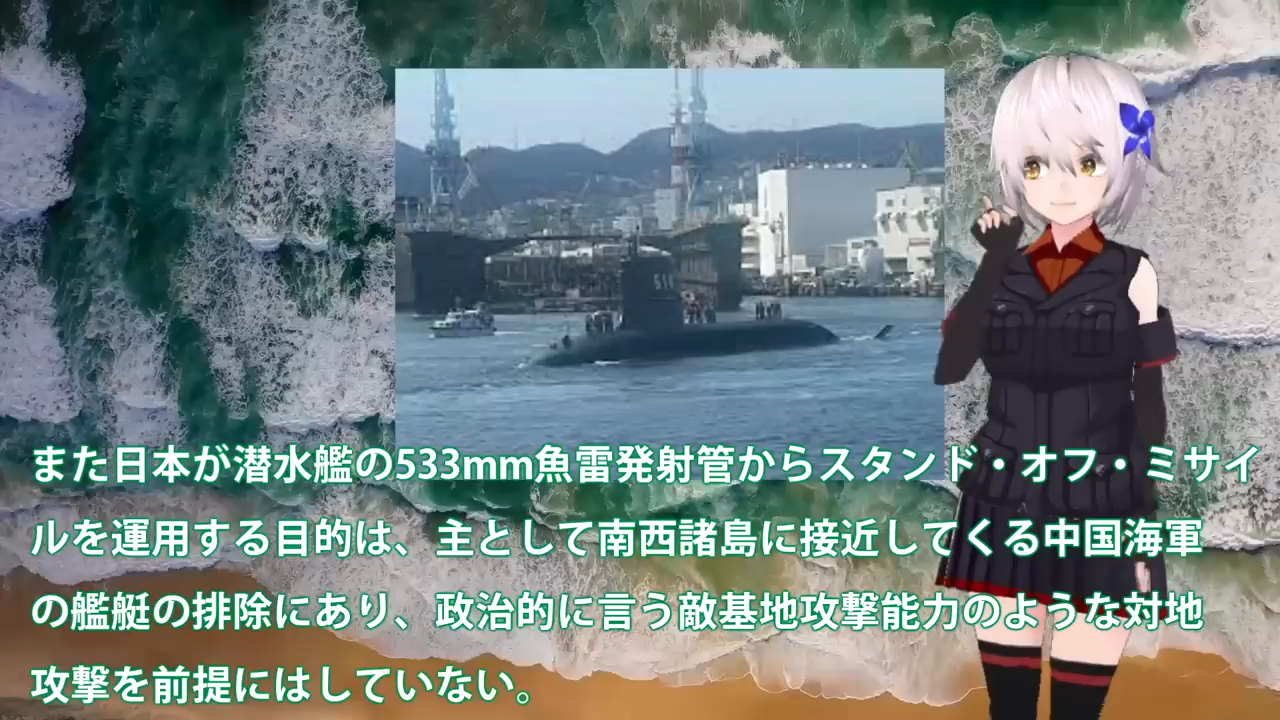 また日本が潜水艦の533mm魚雷発射管からスタンド・オフ・ミサイ
ルを運用する目的は、主として南西諸島に接近してくる中国海軍
の艦艇の排除にあり、政治的に言う敵基地攻撃能力のような対地
攻撃を前提にはしていない。